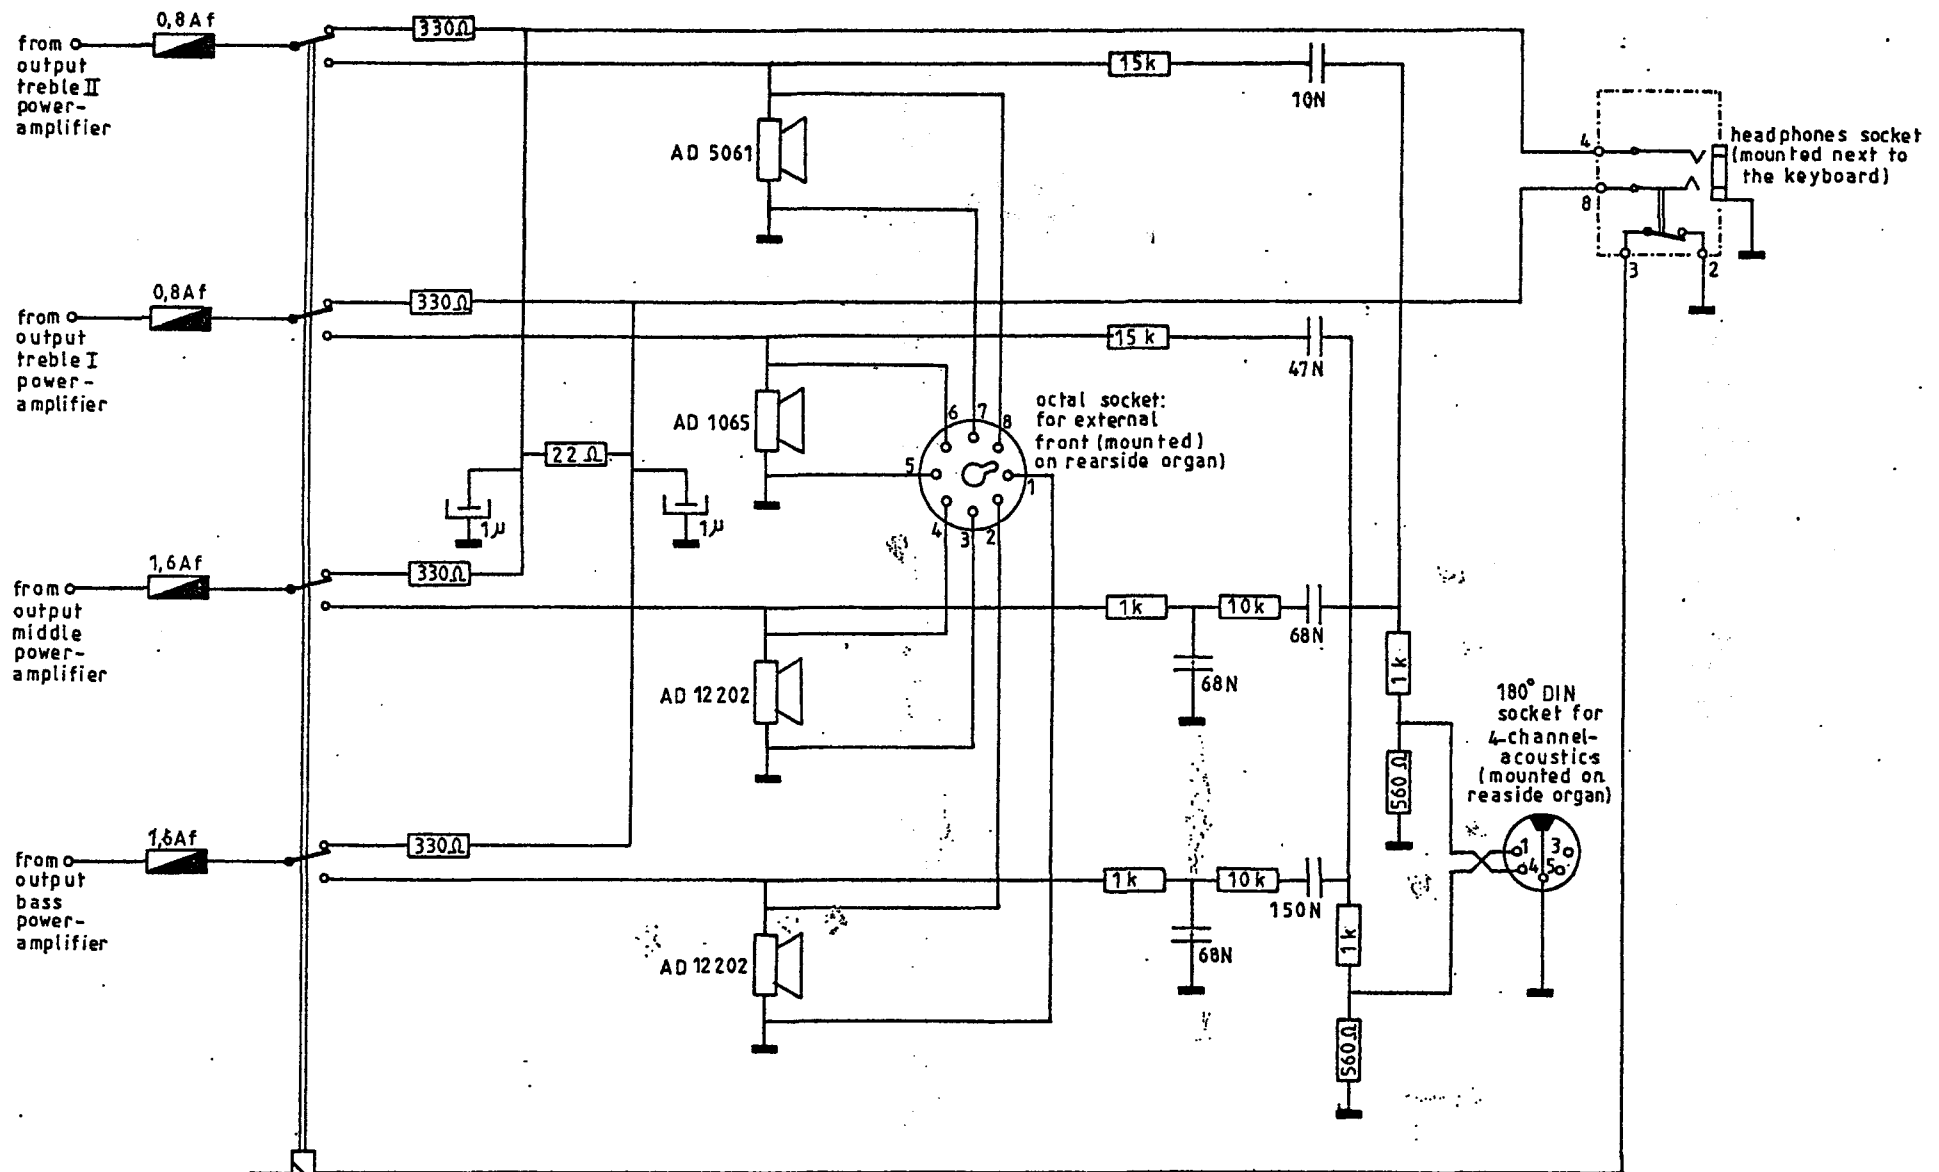 0,8Af
from
output
treble II
power-
amplifier
330Ω
15k
10N
AD 5061
4
8
3
2
headphones socket
(mounted next to
the keyboard)
0,8Af
from
output
treble I
power-
amplifier
330Ω
15k
47N
AD 1065
22Ω
1µ
1µ
octal socket:
for external
front (mounted)
on rearside organ)
6
7
8
5
1
4
3
2
1,6Af
from
output
middle
power-
amplifier
330Ω
1k
10k
68N
68N
AD 12202
1k
560Ω
180° DIN
socket for
4-channel-
acoustics
(mounted on
reaside organ)
1
3
4
5
1,6Af
from
output
bass
power-
amplifier
330Ω
1k
10k
150N
68N
AD 12202
1k
560Ω